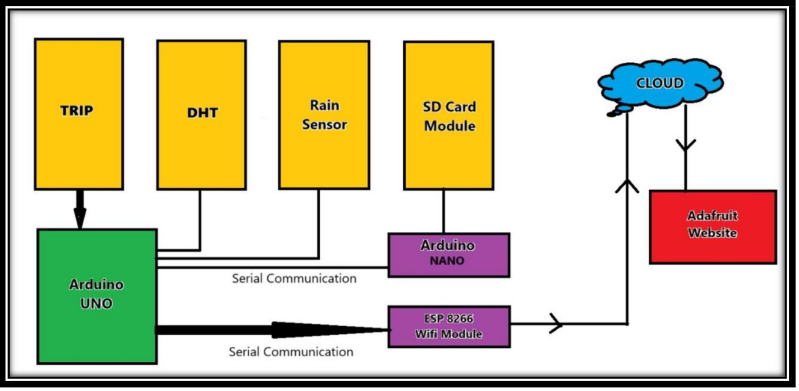 TRIP
DHT
Rain
Sensor
SD Card
Module
CLOUD
Adafruit
Website
Arduino
NANO
Arduino
UNO
Serial Communication
ESP 8266
Wifi Module
Serial Communication